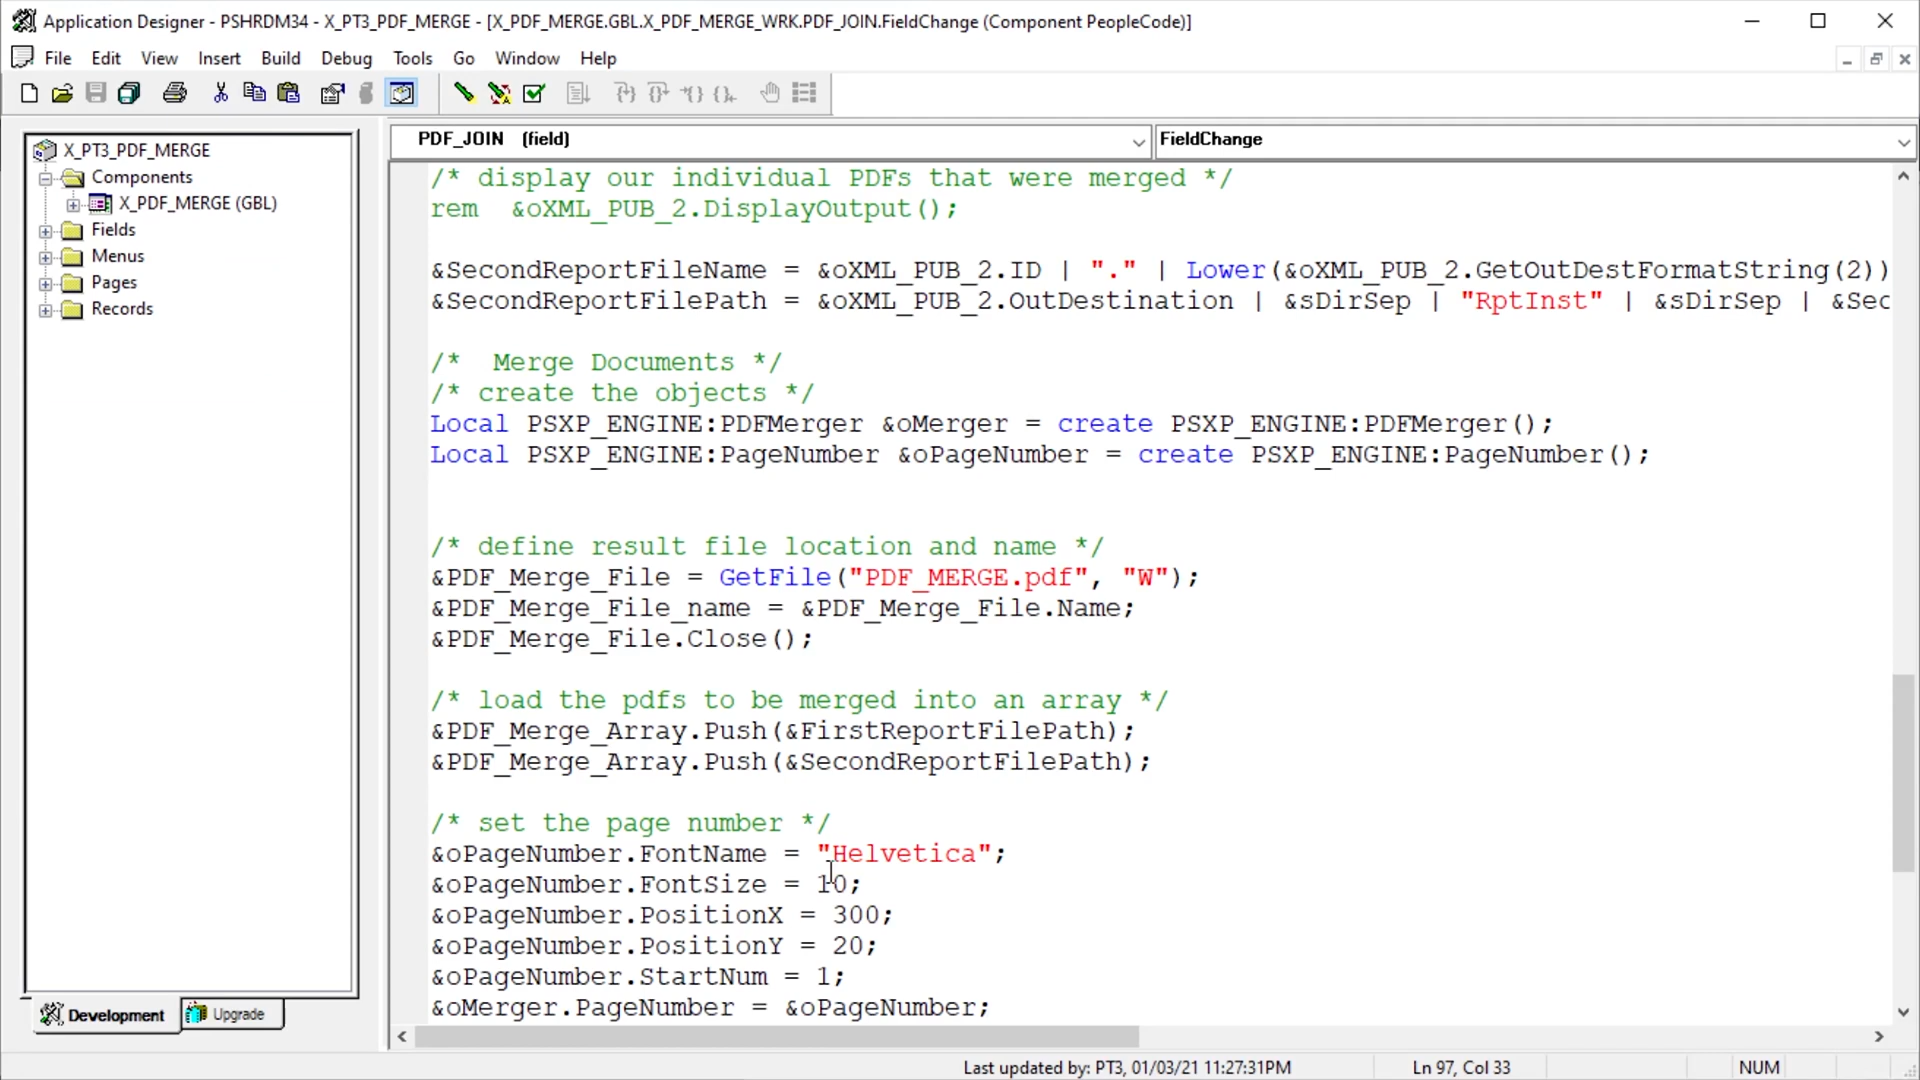 Application Designer - PSHRDM34 - X_PT3_PDF_MERGE - [X_PDF_MERGE.GBL.X_PDF_MERGE_WRK.PDF_JOIN.FieldChange (Component PeopleCode)]
File Edit View Insert Build Debug Tools Go Window Help
X_PT3_PDF_MERGE
Components
X_PDF_MERGE (GBL)
Fields
Menus
Pages
Records
Development
Upgrade
PDF_JOIN (field)
FieldChange
/* display our individual PDFs that were merged */
rem &oXML_PUB_2.DisplayOutput();
&SecondReportFileName = &oXML_PUB_2.ID | "." | Lower(&oXML_PUB_2.GetOutDestFormatString(2))
&SecondReportFilePath = &oXML_PUB_2.OutDestination | &sDirSep | "RptInst" | &sDirSep | &Sec
/* Merge Documents */
/* create the objects */
Local PSXP_ENGINE:PDFMerger &oMerger = create PSXP_ENGINE:PDFMerger();
Local PSXP_ENGINE:PageNumber &oPageNumber = create PSXP_ENGINE:PageNumber();
/* define result file location and name */
&PDF_Merge_File = GetFile("PDF_MERGE.pdf", "W");
&PDF_Merge_File_name = &PDF_Merge_File.Name;
&PDF_Merge_File.Close();
/* load the pdfs to be merged into an array */
&PDF_Merge_Array.Push(&FirstReportFilePath);
&PDF_Merge_Array.Push(&SecondReportFilePath);
/* set the page number */
&oPageNumber.FontName = "Helvetica";
&oPageNumber.FontSize = 10;
&oPageNumber.PositionX = 300;
&oPageNumber.PositionY = 20;
&oPageNumber.StartNum = 1;
&oMerger.PageNumber = &oPageNumber;
Last updated by: PT3, 01/03/21 11:27:31PM
Ln 97, Col 33
NUM